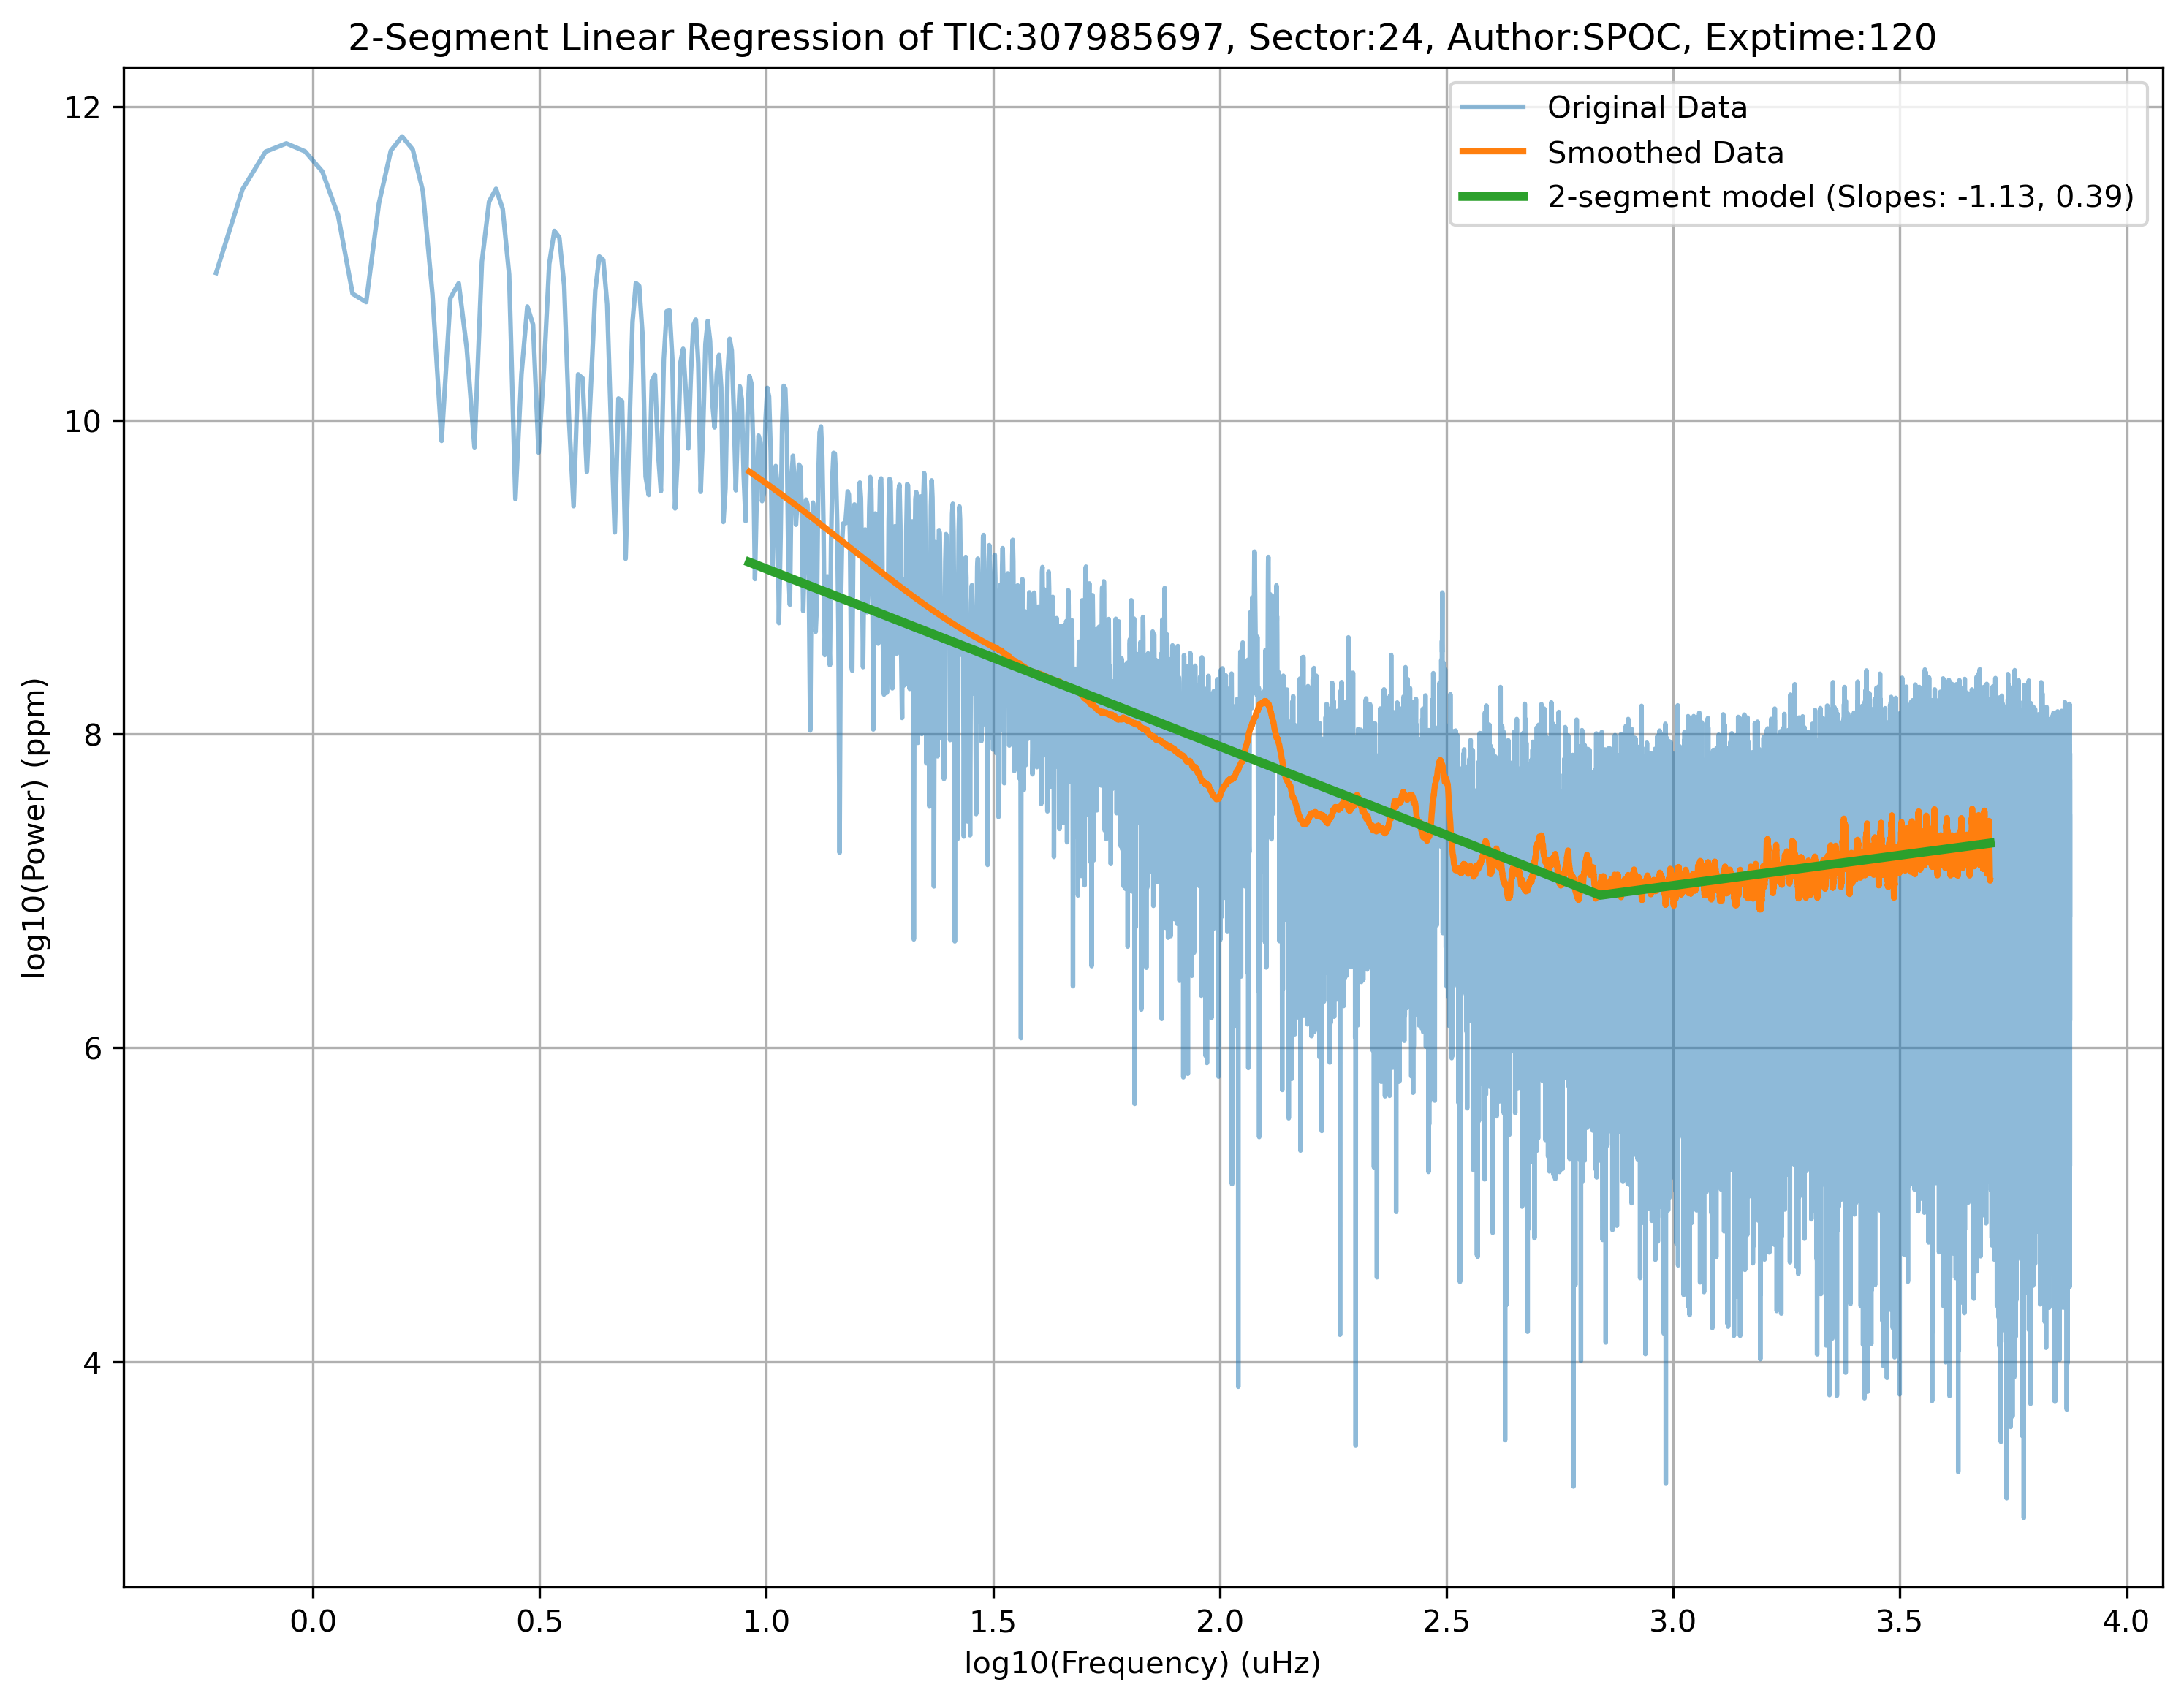 2-Segment Linear Regression of TIC:307985697, Sector:24, Author:SPOC, Exptime:120
Original Data
Smoothed Data
2-segment model (Slopes: -1.13, 0.39)
log10(Power) (ppm)
12
10
8
6
4
0.0 0.5 1.0 1.5 2.0 2.5 3.0 3.5 4.0
log10(Frequency) (uHz)